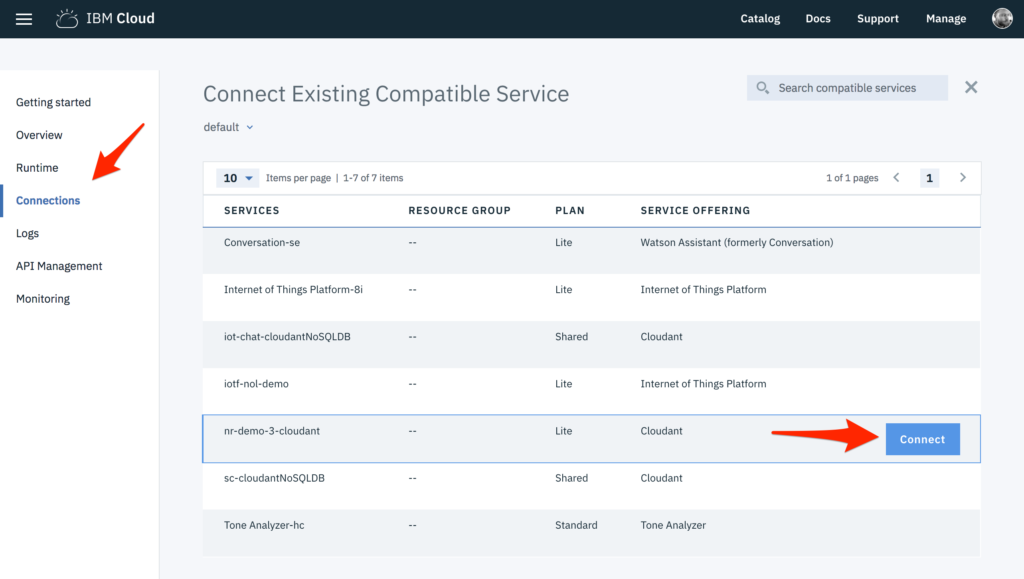 IBM Cloud
Catalog Docs Support Manage
Getting started
Overview
Runtime
Connections
Logs
API Management
Monitoring
Connect Existing Compatible Service
Search compatible services
default
10 Items per page | 1-7 of 7 items 1 of 1 pages 1
SERVICES RESOURCE GROUP PLAN SERVICE OFFERING
Conversation-se -- Lite Watson Assistant (formerly Conversation)
Internet of Things Platform-8i -- Lite Internet of Things Platform
iot-chat-cloudantNoSQLDB -- Shared Cloudant
iotf-nol-demo -- Lite Internet of Things Platform
nr-demo-3-cloudant -- Lite Cloudant Connect
sc-cloudantNoSQLDB -- Shared Cloudant
Tone Analyzer-hc -- Standard Tone Analyzer